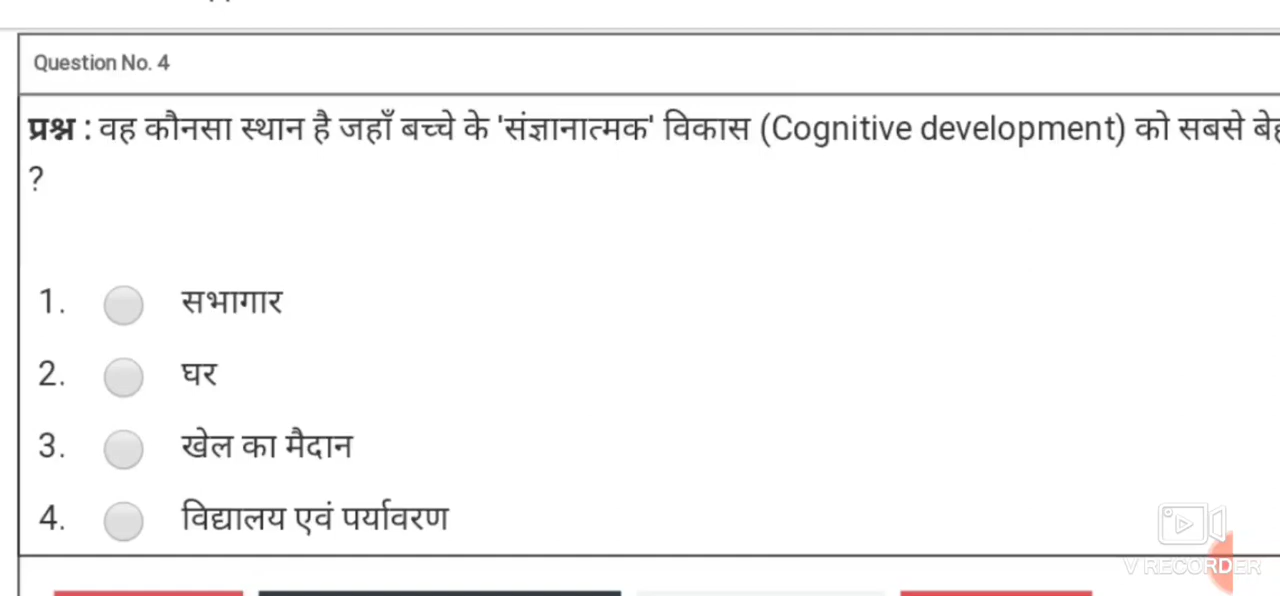 Question No. 4
प्रश्न : वह कौनसा स्थान है जहाँ बच्चे के 'संज्ञानात्मक' विकास (Cognitive development) को सबसे
?
1. सभागार
2. घर
3. खेल का मैदान
4. विद्यालय एवं पर्यावरण
V RECORDER